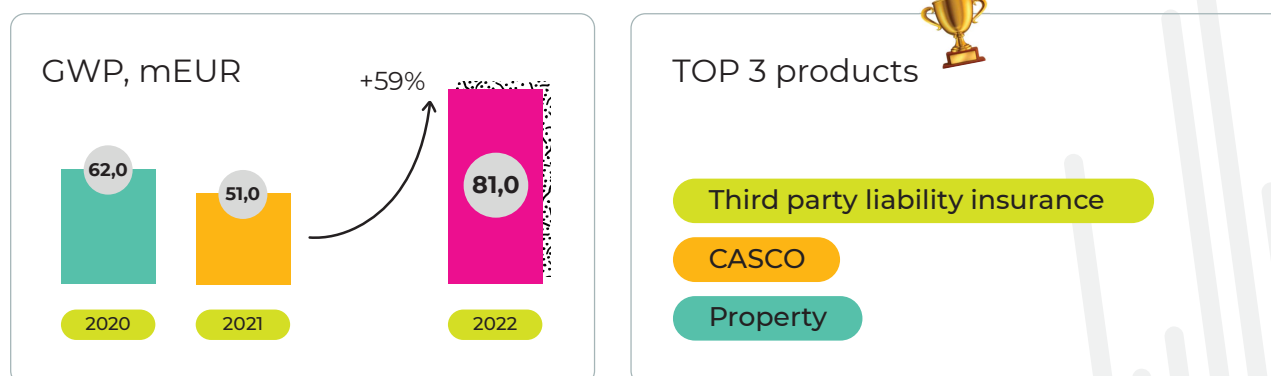 GWP, mEUR
+59%
62,0
51,0
81,0
2020
2021
2022
TOP 3 products
Third party liability insurance
CASCO
Property